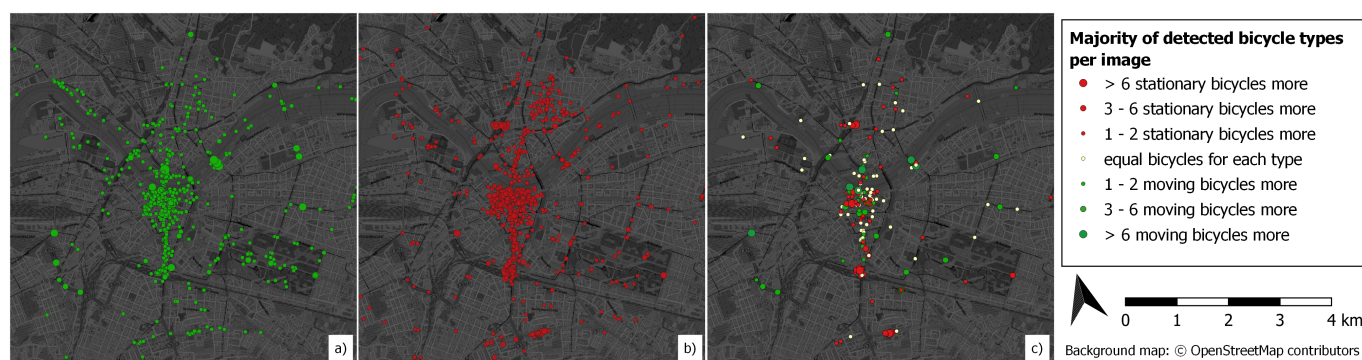 a)
b)
c)
Majority of detected bicycle types
per image
> 6 stationary bicycles more
3 - 6 stationary bicycles more
1 - 2 stationary bicycles more
equal bicycles for each type
1 - 2 moving bicycles more
3 - 6 moving bicycles more
> 6 moving bicycles more
0 1 2 3 4 km
Background map: © OpenStreetMap contributors